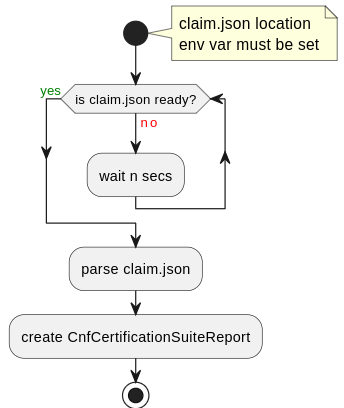 claim.json location
env var must be set
yes
is claim.json ready?
no
wait n secs
parse claim.json
create CnfCertificationSuiteReport